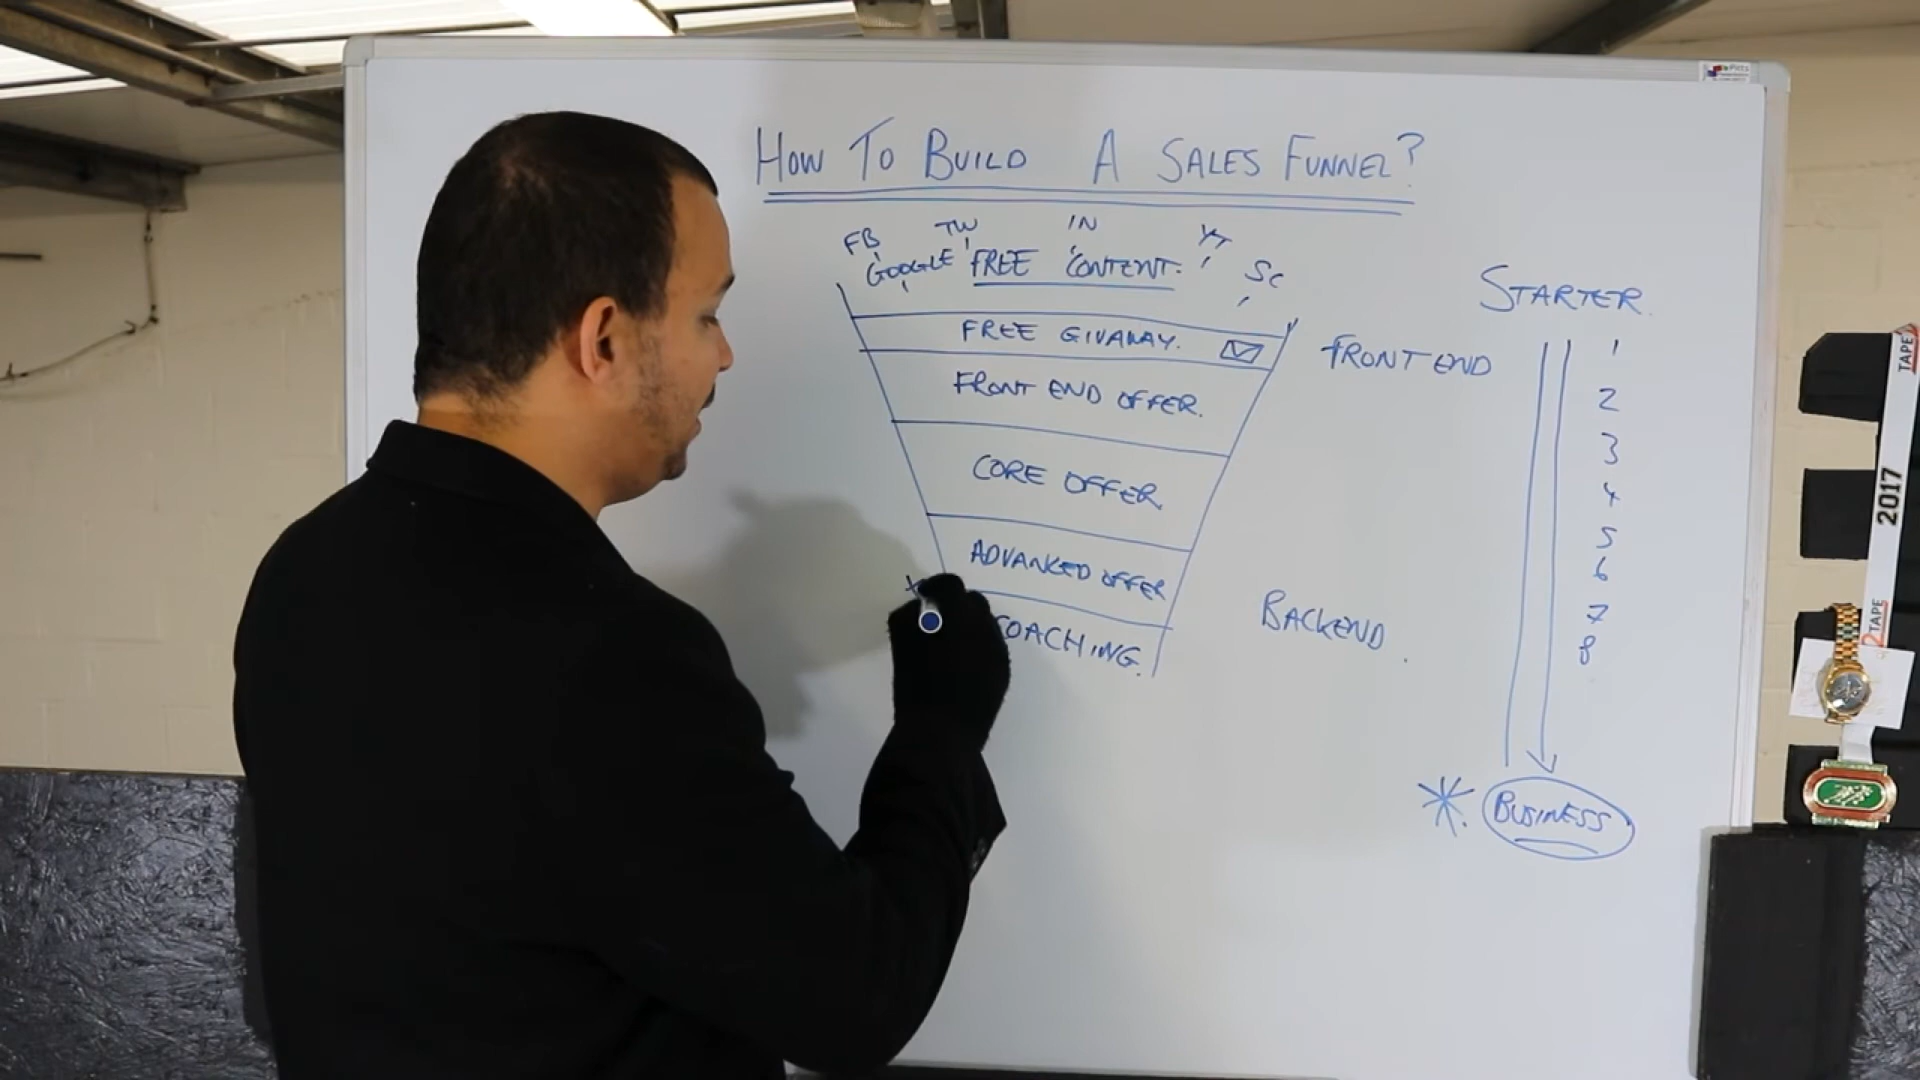 HOW TO BUILD A SALES FUNNEL?
FB TW IN YT SC
GOOGLE FREE CONTENT.
FREE GIVAWAY.
FRONT END OFFER.
CORE OFFER
ADVANCED OFFER
COACHING.
FRONT END
BACKEND.
STARTER.
1
2
3
4
5
6
7
8
BUSINESS
TAPE
2017
TAPE